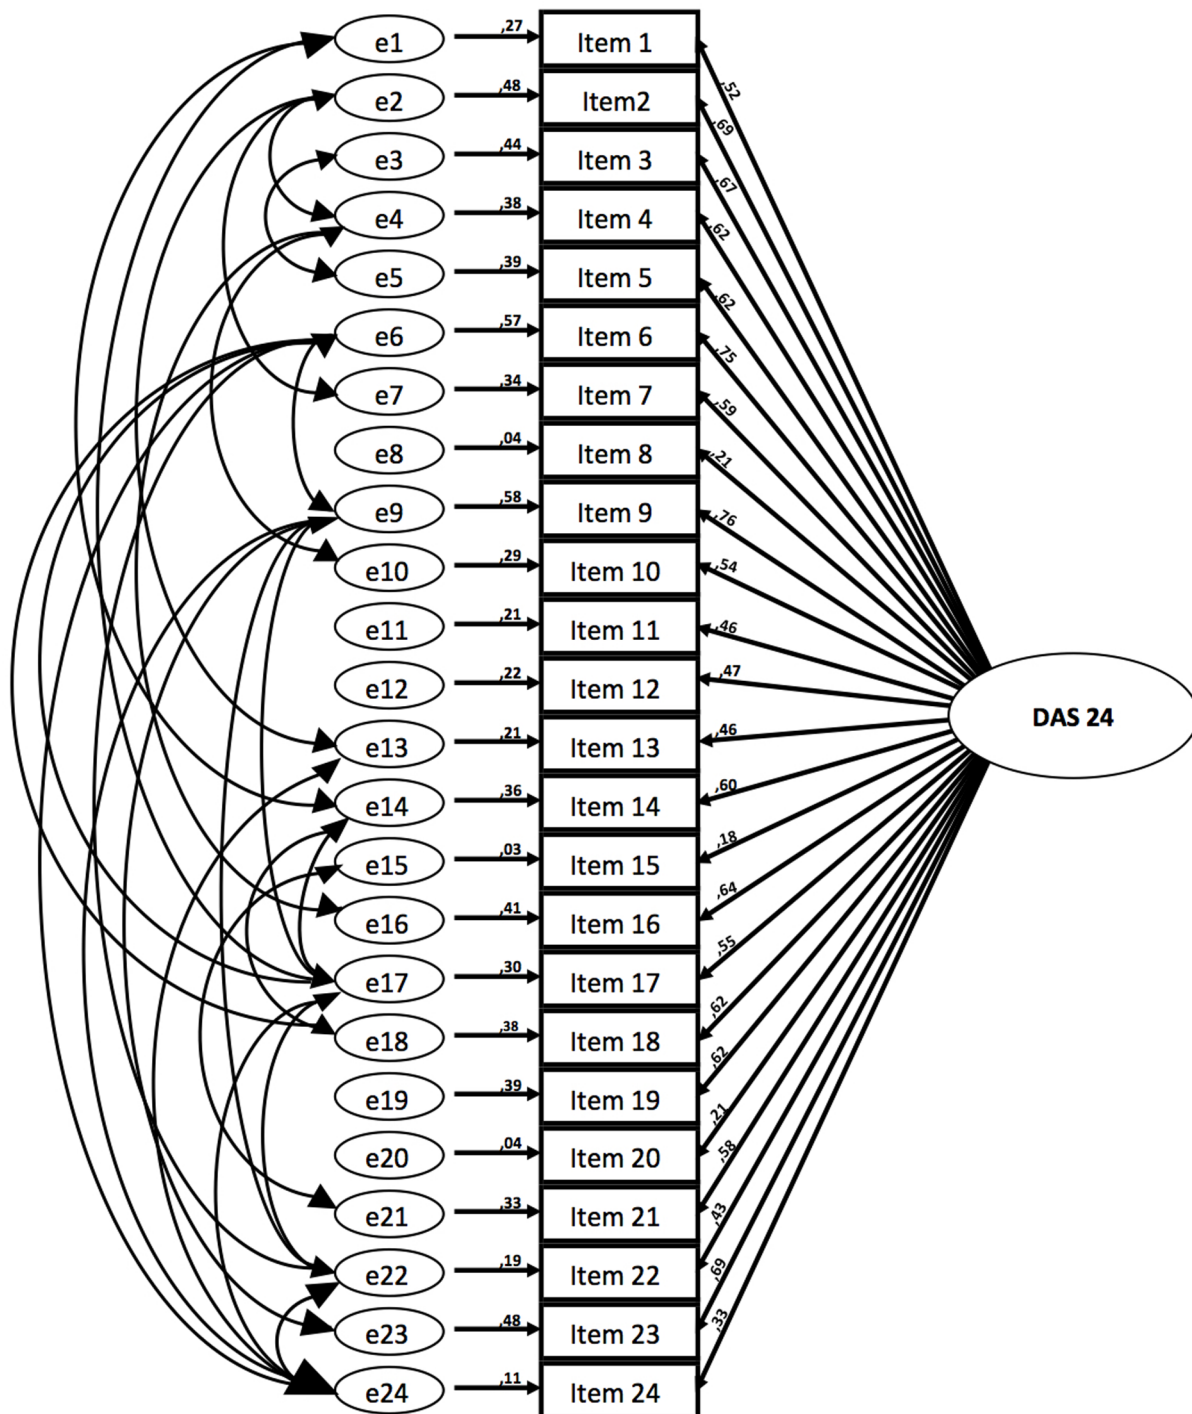 e1 ,27 Item 1 ,52
e2 ,48 Item2 ,69
e3 ,44 Item 3 ,67
e4 ,38 Item 4 ,62
e5 ,39 Item 5 ,62
e6 ,57 Item 6 ,75
e7 ,34 Item 7 ,59
e8 ,04 Item 8 ,21
e9 ,58 Item 9 ,76
e10 ,29 Item 10 ,54
e11 ,21 Item 11 ,46
e12 ,22 Item 12 ,47
DAS 24
e13 ,21 Item 13 ,46
e14 ,36 Item 14 ,60
e15 ,03 Item 15 ,18
e16 ,41 Item 16 ,64
e17 ,30 Item 17 ,55
e18 ,38 Item 18 ,62
e19 ,39 Item 19 ,62
e20 ,04 Item 20 ,21
e21 ,33 Item 21 ,58
e22 ,19 Item 22 ,43
e23 ,48 Item 23 ,69
e24 ,11 Item 24 ,33